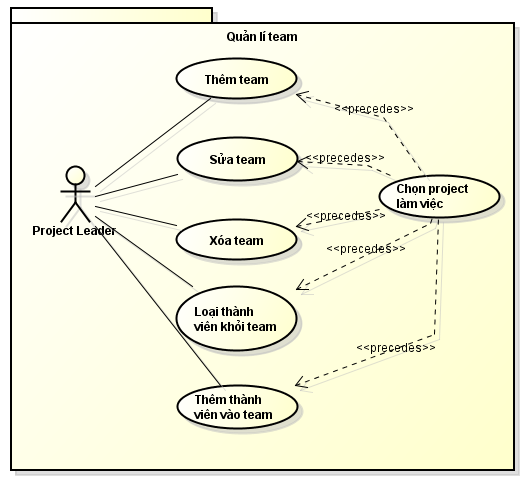 Quản lí team
Thêm team
<<precedes>>
Sửa team
<<precedes>>
Chọn project
làm việc
Project Leader
Xóa team
<<precedes>>
<<precedes>>
Loại thành
viên khỏi team
<<precedes>>
Thêm thành
viên vào team